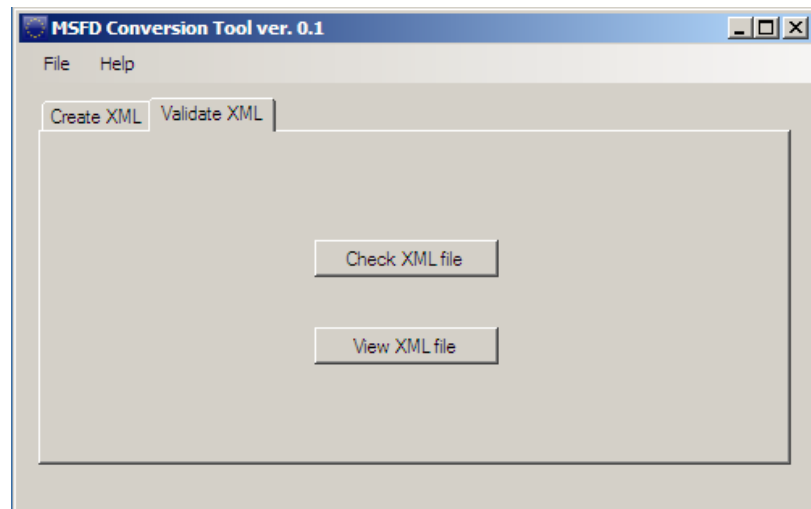 MSFD Conversion Tool ver. 0.1
File Help
Create XML Validate XML
Check XML file
View XML file